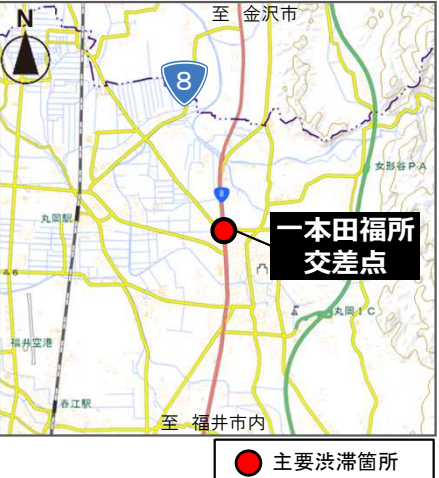 至 金沢市
N
8
女形谷PA
8
丸岡駅
一本田福所
交差点
丸岡IC
福井空港
春江駅
至 福井市内
主要渋滞箇所